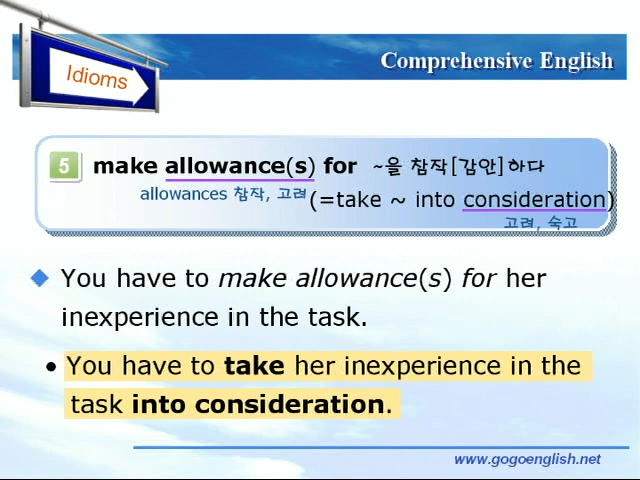 Comprehensive English
Idioms
5 make allowance(s) for ~을 참작[감안]하다
allowances 참작, 고려 (=take ~ into consideration)
고려, 숙고
You have to make allowance(s) for her
inexperience in the task.
• You have to take her inexperience in the
task into consideration.
www.gogoenglish.net